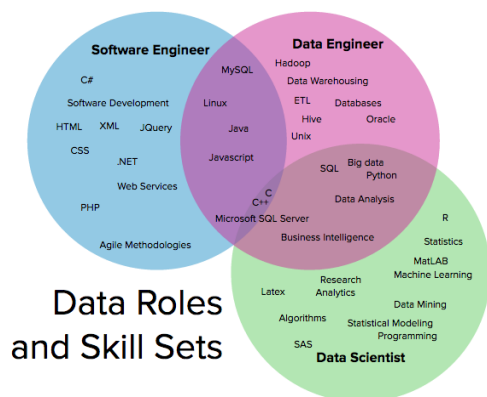 Software Engineer
Data Engineer
C#
MySQL
Hadoop
Data Warehousing
Software Development
Linux
ETL
Databases
HTML
XML
JQuery
Java
Hive
Oracle
Unix
CSS
.NET
Javascript
SQL
Big data
Python
Web Services
C
C++
Data Analysis
PHP
Microsoft SQL Server
R
Agile Methodologies
Business Intelligence
Statistics
MatLAB
Machine Learning
Latex
Research
Analytics
Data Mining
Algorithms
Statistical Modeling
Programming
SAS
Data Scientist
Data Roles
and Skill Sets